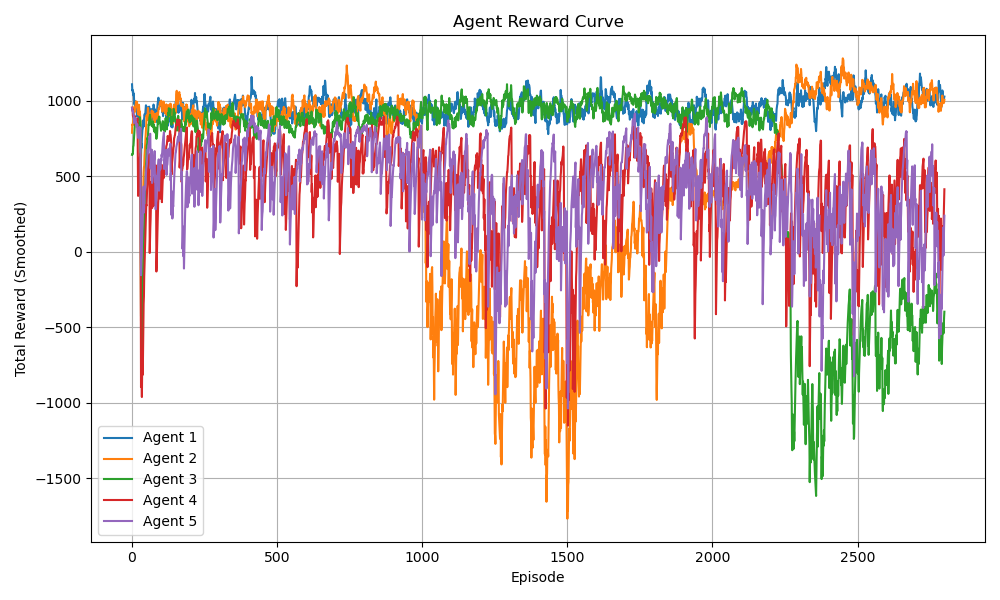 Agent Reward Curve
Total Reward (Smoothed)
1000
500
0
−500
−1000
−1500
Agent 1
Agent 2
Agent 3
Agent 4
Agent 5
0 500 1000 1500 2000 2500
Episode